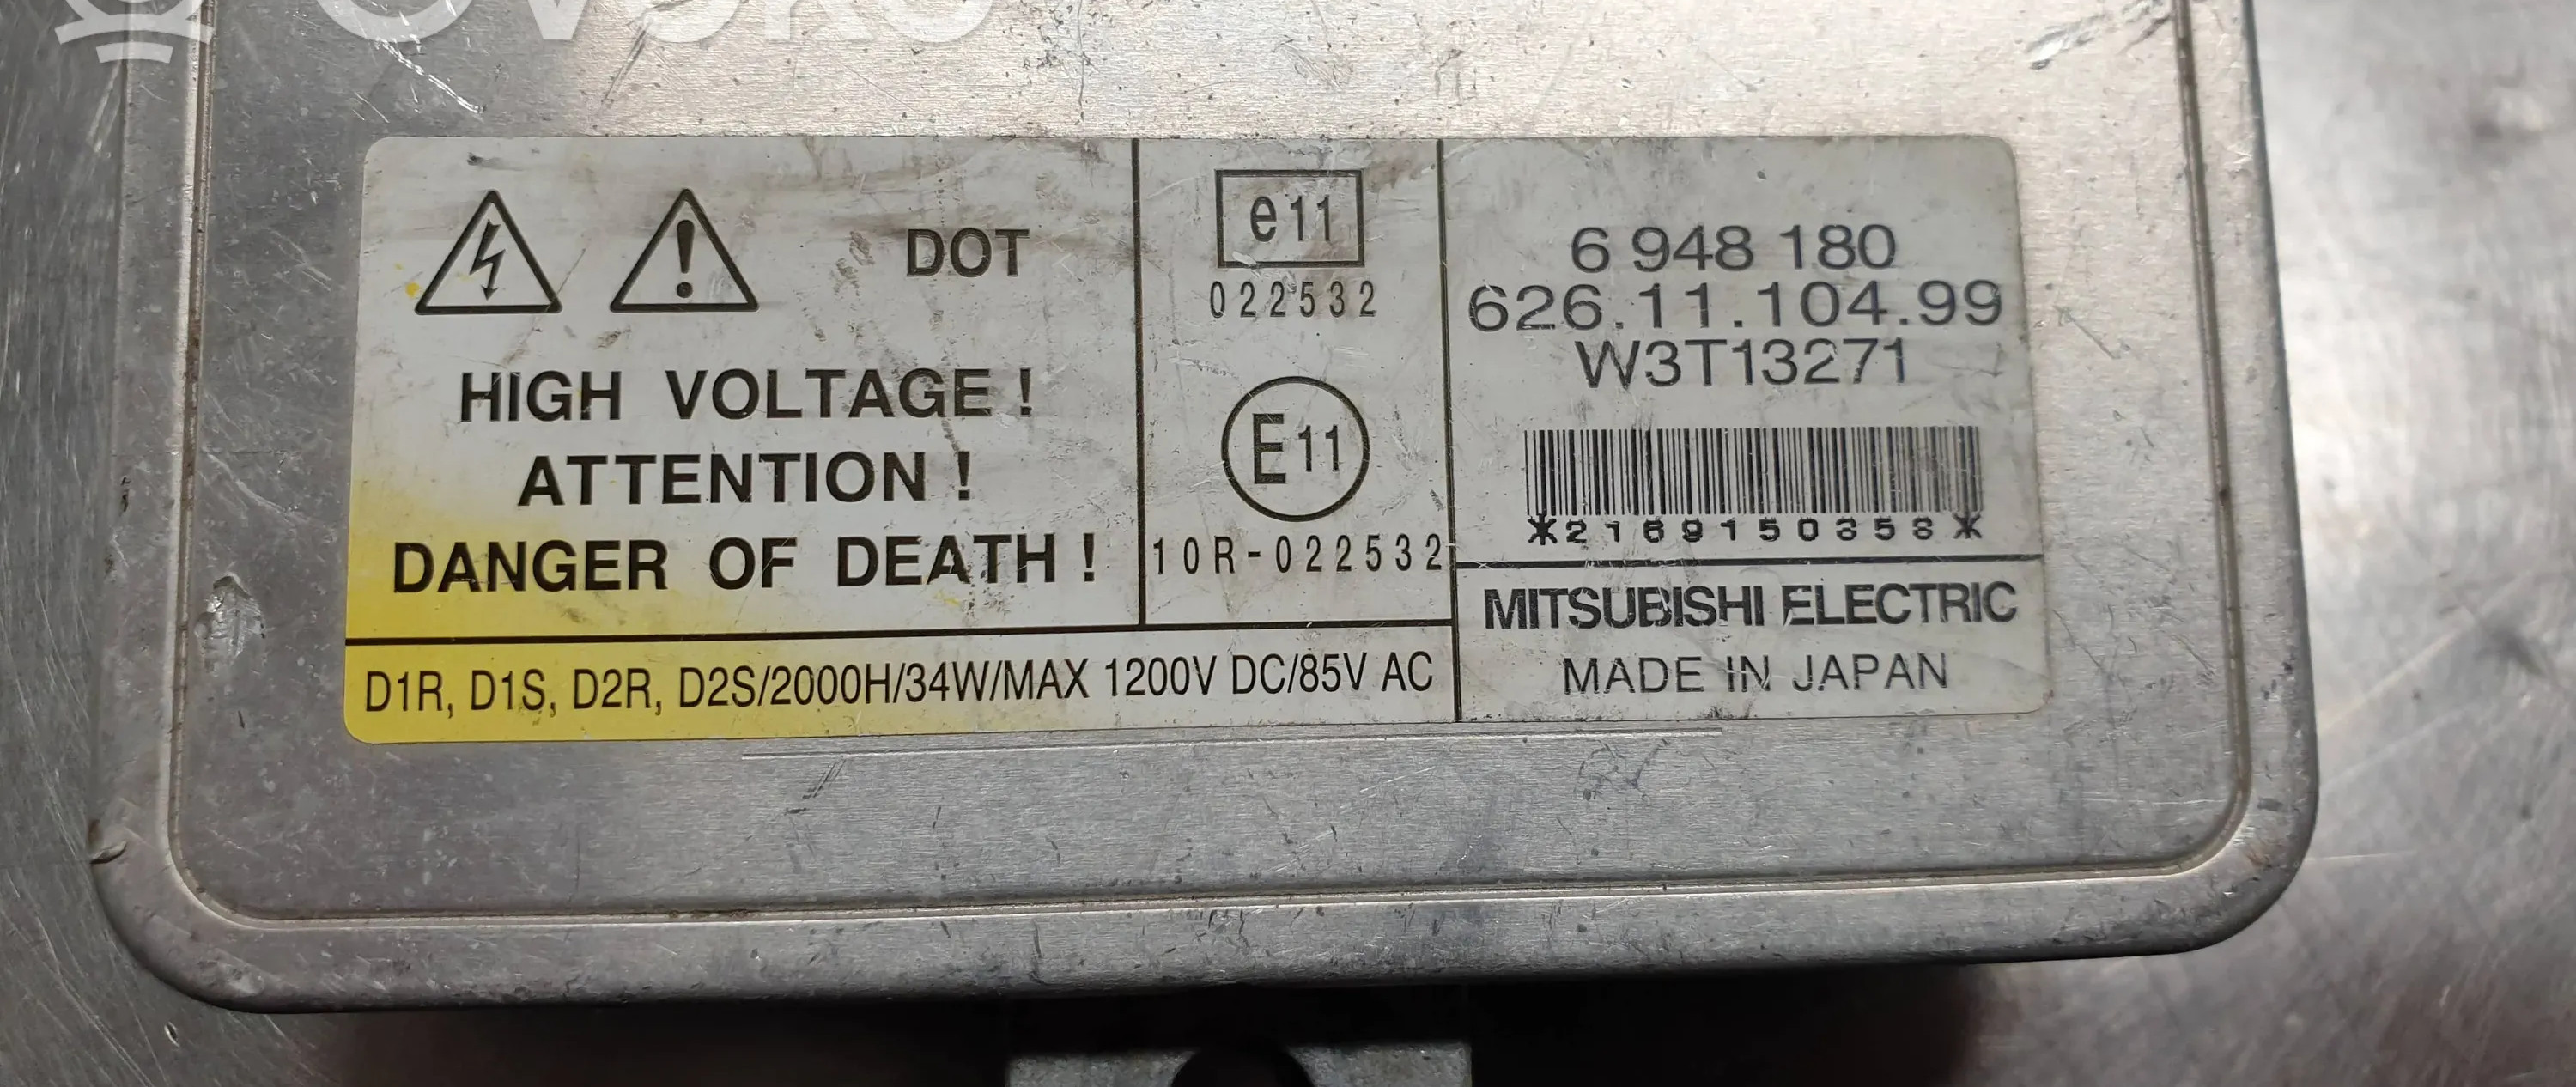 DOT
HIGH VOLTAGE !
ATTENTION !
DANGER OF DEATH !
D1R, D1S, D2R, D2S/2000H/34W/MAX 1200V DC/85V AC
e11
022532
E11
10R-022532
6 948 180
626.11.104.99
W3T13271
*2169150358*
MITSUBISHI ELECTRIC
MADE IN JAPAN